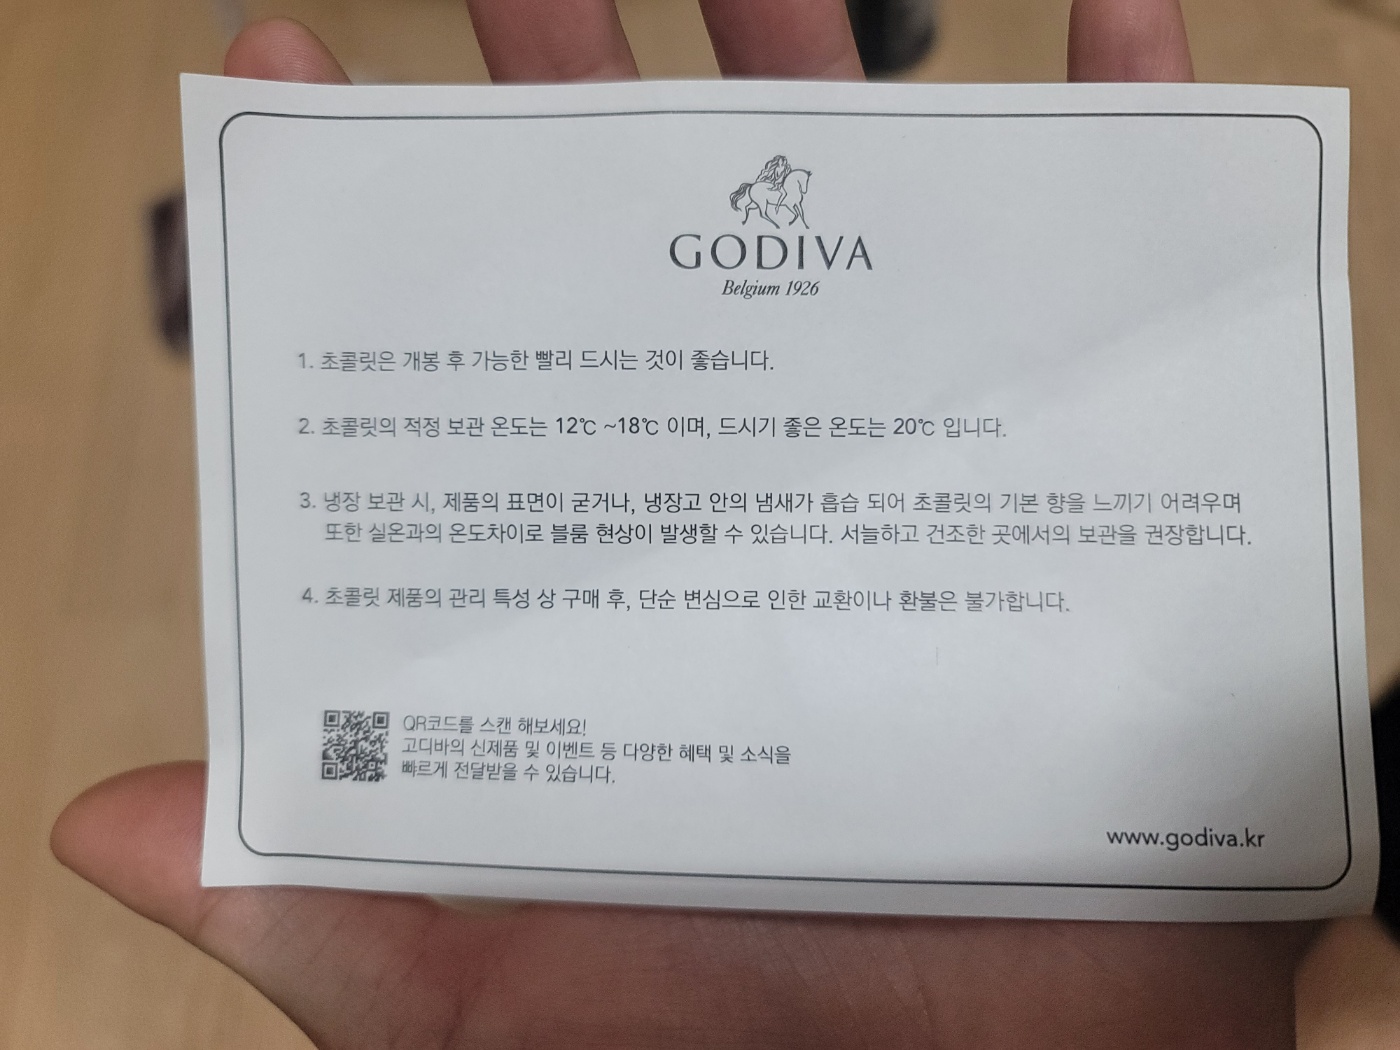 GODIVA
Belgium 1926
1. 초콜릿은 개봉 후 가능한 빨리 드시는 것이 좋습니다.
2. 초콜릿의 적정 보관 온도는 12℃ ~18℃ 이며, 드시기 좋은 온도는 20℃ 입니다.
3. 냉장 보관 시, 제품의 표면이 굳거나, 냉장고 안의 냄새가 흡습 되어 초콜릿의 기본 향을 느끼기 어려우며
또한 실온과의 온도차이로 블룸 현상이 발생할 수 있습니다. 서늘하고 건조한 곳에서의 보관을 권장합니다.
4. 초콜릿 제품의 관리 특성 상 구매 후, 단순 변심으로 인한 교환이나 환불은 불가합니다.
QR코드를 스캔 해보세요!
고디바의 신제품 및 이벤트 등 다양한 혜택 및 소식을
빠르게 전달받을 수 있습니다.
www.godiva.kr